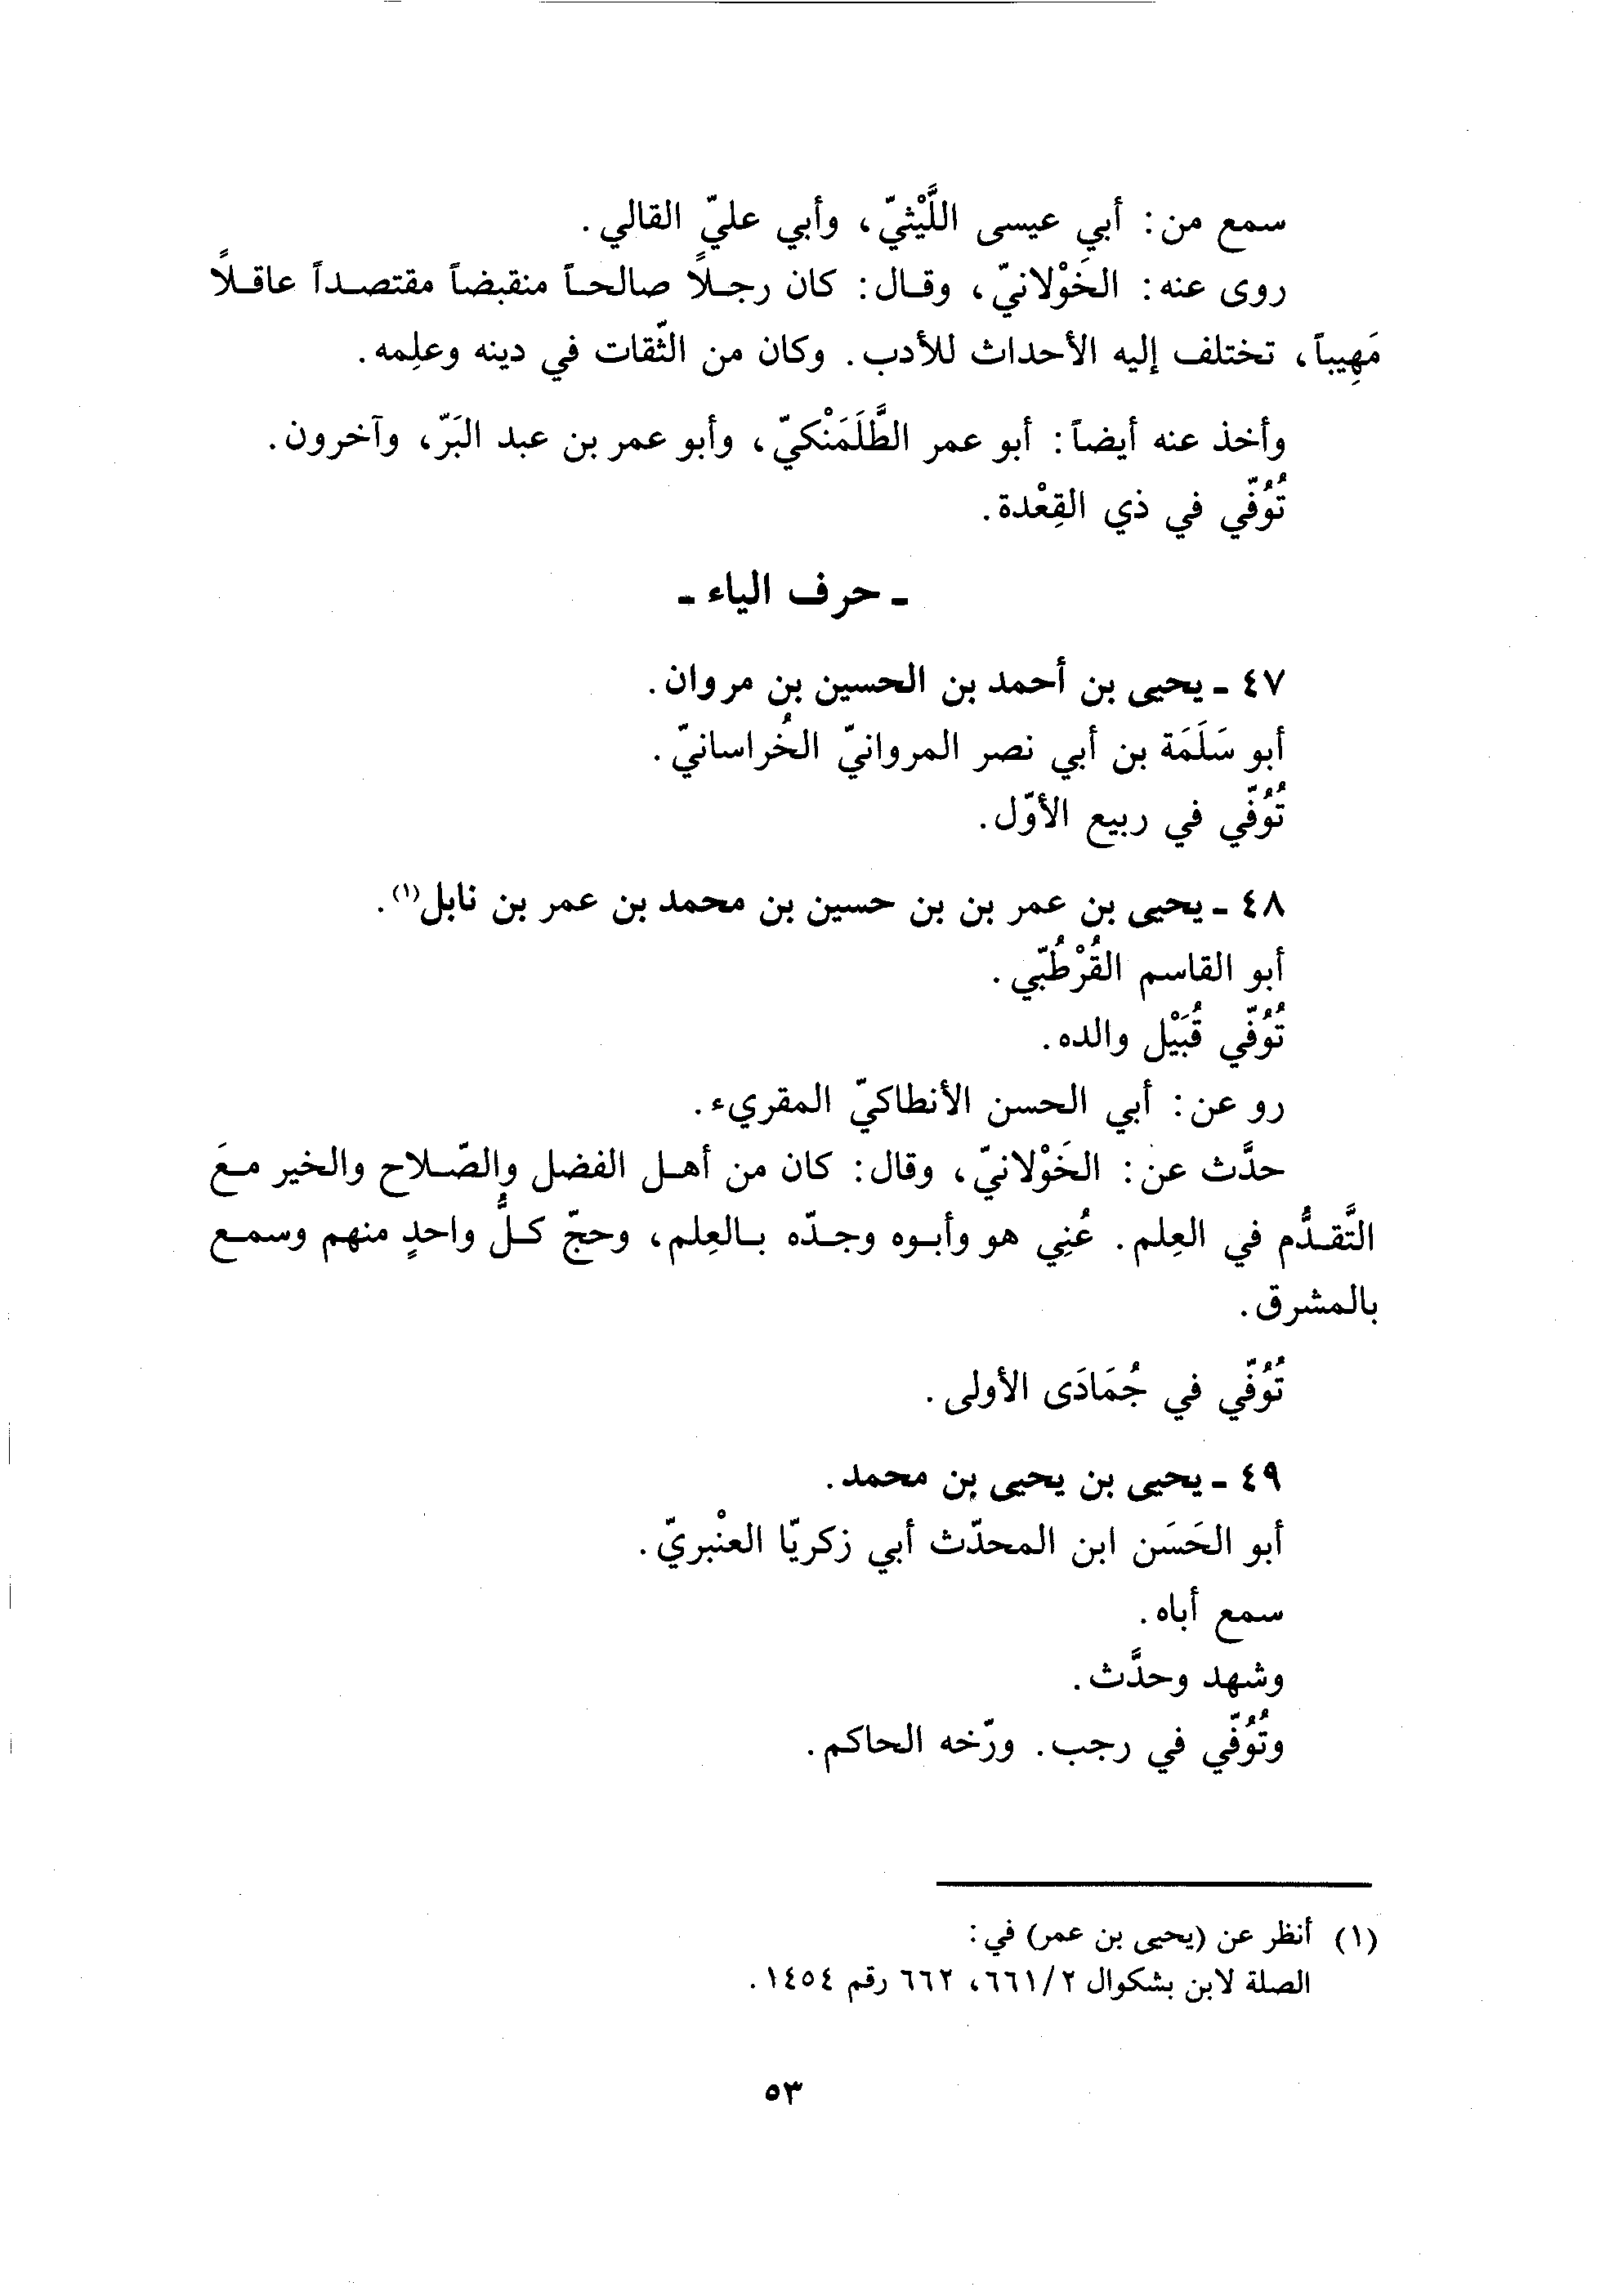 سمع من: أبي عيسى اللَّيْثيّ، وأبي عليّ القالي.
روى عنه: الخَوْلانيّ، وقال: كان رجلاً صالحاً منقبضاً مقتصداً عاقلاً
مَهِيباً، تختلف إليه الأحداث للأدب. وكان من الثّقات في دينه وعلِمه.
وأخذ عنه أيضاً: أبو عمر الطَّلَمَنْكيّ، وأبو عمر بن عبد البَرّ، وآخرون.
تُوُفّي في ذي القِعْدة.
ـ حرف الياء ـ
٤٧ ـ يحيى بن أحمد بن الحسين بن مروان.
أبو سَلَمَة بن أبي نصر المروانيّ الخُراسانيّ.
تُوُفّي في ربيع الأوّل.
٤٨ ـ يحيى بن عمر بن بن حسين بن محمد بن عمر بن نابل(١).
أبو القاسم القُرْطُبّي.
تُوُفّي قُبَيْل والده.
رو عن: أبي الحسن الأنطاكيّ المقريء.
حدَّث عن: الخَوْلانيّ، وقال: كان من أهل الفضل والصّلاح والخير معَ
التَّقدُّم في العِلم. عُنِي هو وأبوه وجدّه بالعِلم، وحجّ كلُّ واحدٍ منهم وسمع
بالمشرق.
تُوُفّي في جُمَادَى الأولى.
٤٩ ـ يحيى بن يحيى بن محمد.
أبو الحَسَن ابن المحدّث أبي زكريّا العنْبريّ.
سمع أباه.
وشهد وحدَّث.
وتُوُفّي في رجب. ورّخه الحاكم.
(١) أنظر عن (يحيى بن عمر) في:
الصلة لابن بشكوال ٦٦١/٢، ٦٦٢ رقم ١٤٥٤.
٥٣